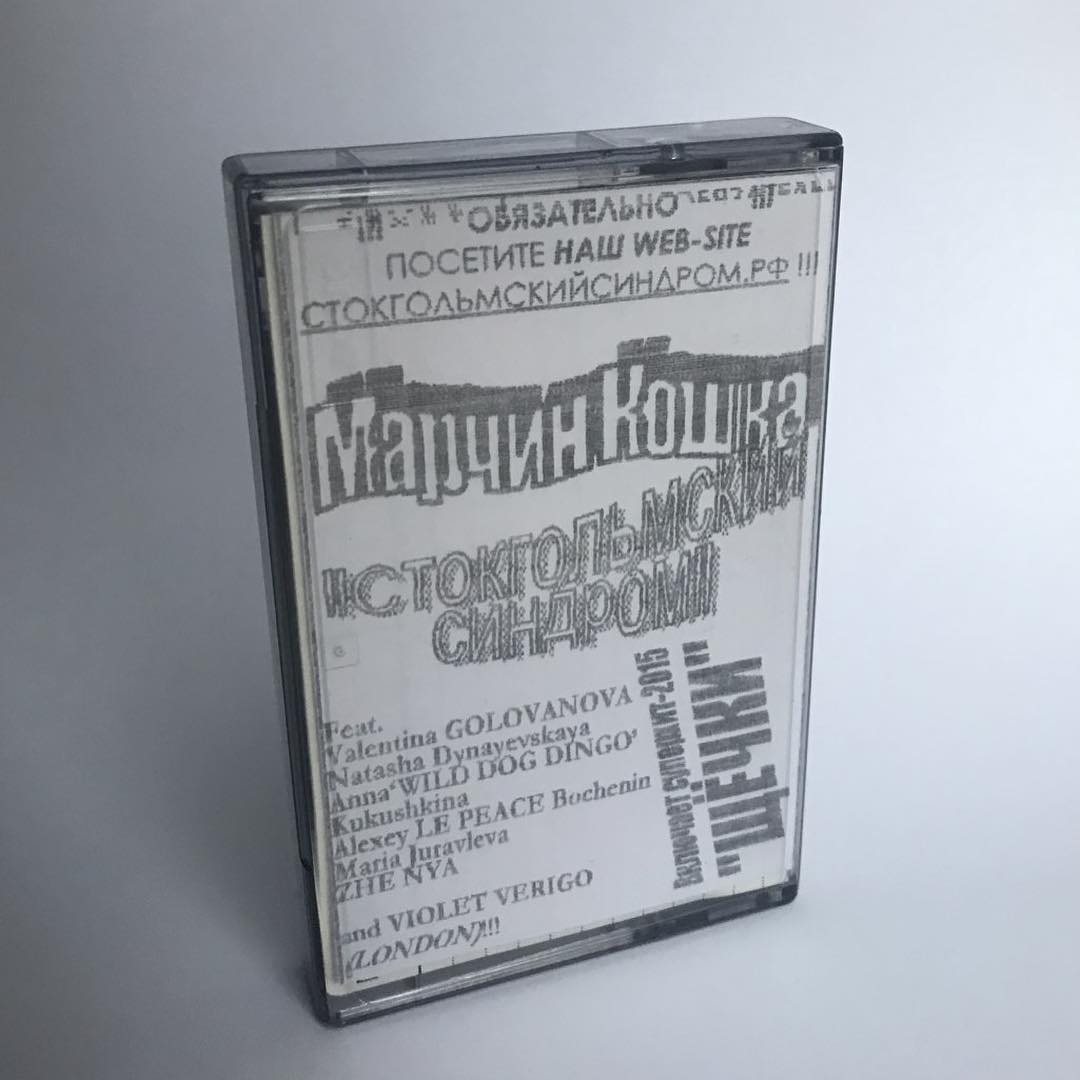 ОБЯЗАТЕЛЬНО
ПОСЕТИТЕ НАШ WEB-SITE
СТОКГОЛЬМСКИЙСИНДРОМ.РФ !!!
Марчин Кошка
"СТОКГОЛЬМСКИЙ
СИНДРОМ"
Feat.
Valentina GOLOVANOVA
Natasha Dynayevskaya
Anna‘WILD DOG DINGO’
Kukushkina
Alexey LE PEACE Bochenin
Maria Juravleva
ZHE NYA
and VIOLET VERIGO
(LONDON)!!!
включает суперхит-2015
"ЩЁЧКИ"